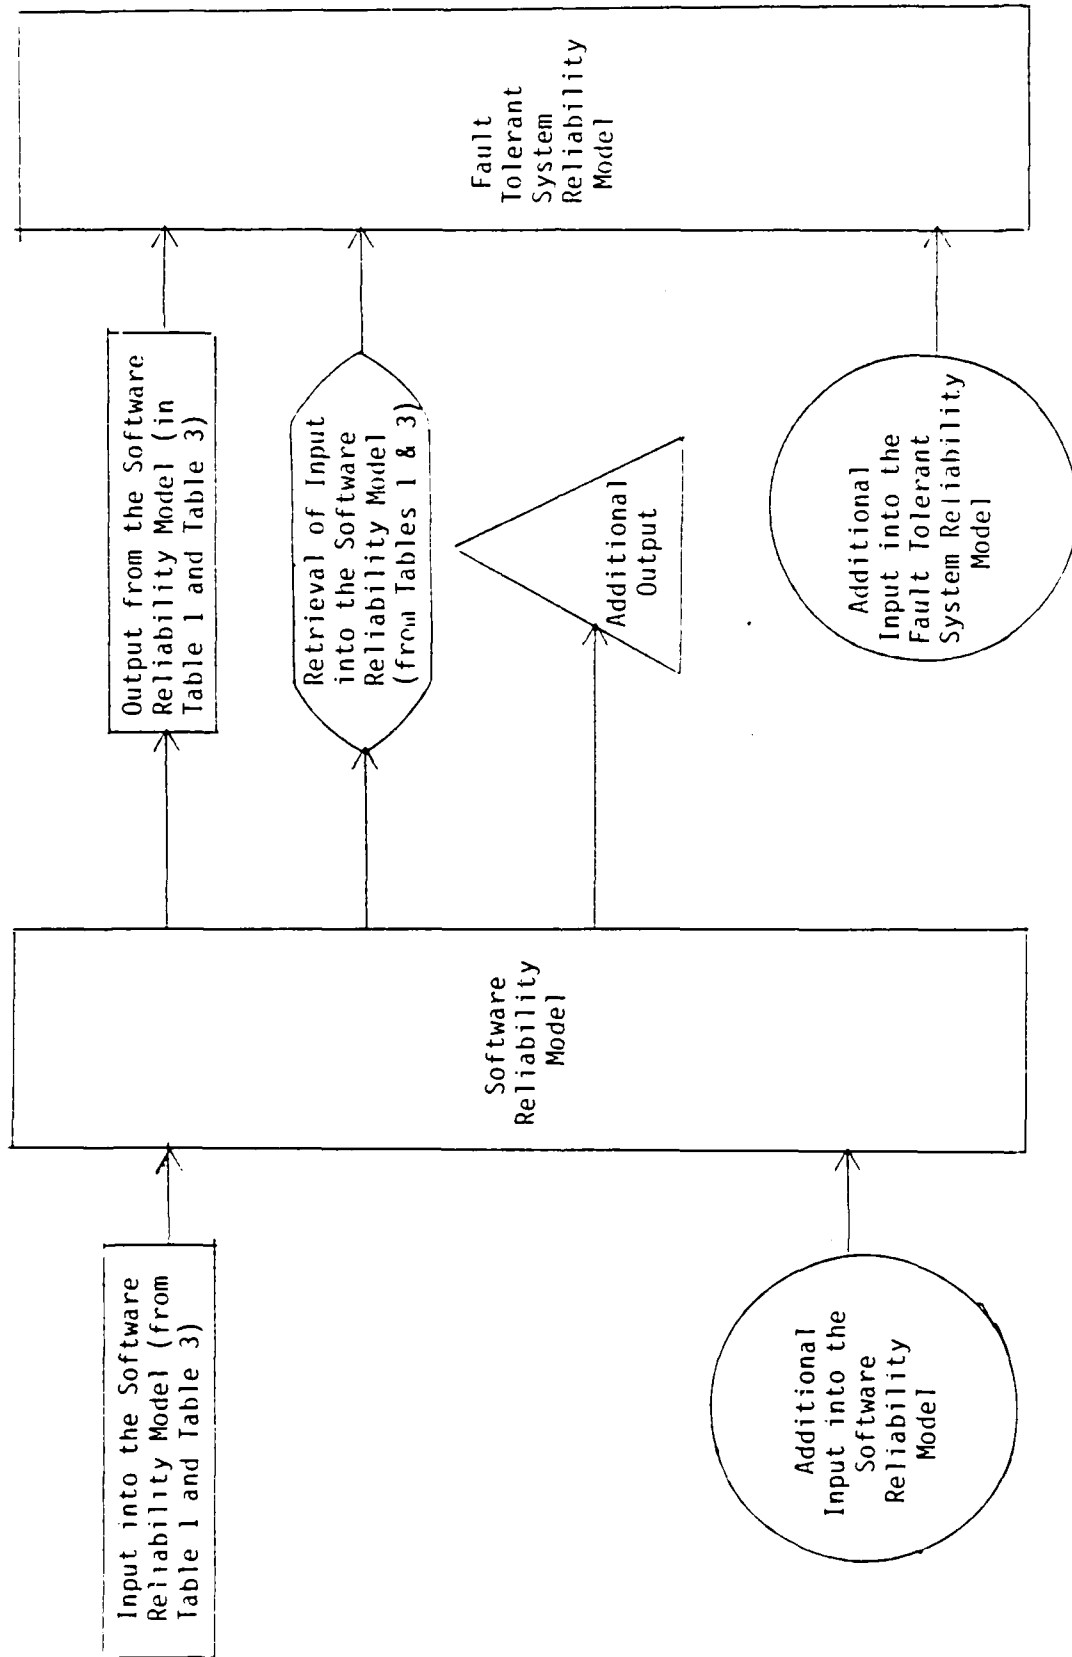 Input into the Software
Reliability Model (from
Table 1 and Table 3)
Additional
Input into the
Software
Reliability
Model
Software
Reliability
Model
Output from the Software
Reliability Model (in
Table 1 and Table 3)
Retrieval of Input
into the Software
Reliability Model
(from Tables 1 & 3)
Additional
Output
Additional
Input into the
Fault Tolerant
System Reliability
Model
Fault
Tolerant
System
Reliability
Model